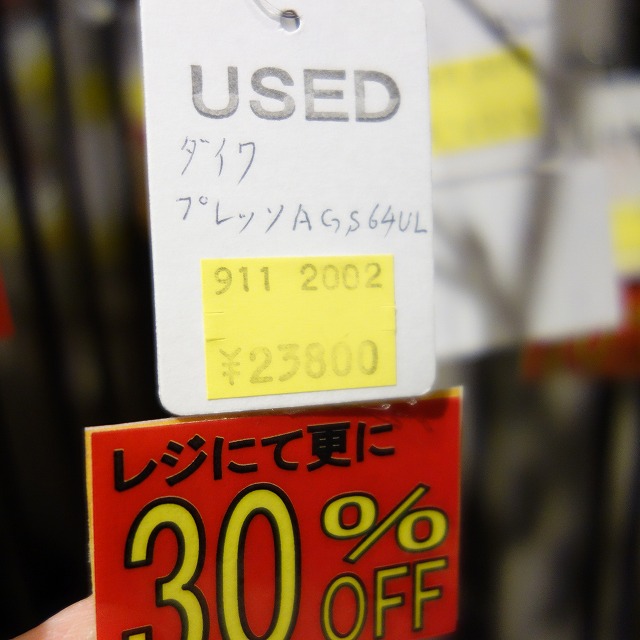 USED
ダイワ
プレッソAGS64UL
911 2002
¥23800
レジにて更に
30%
OFF